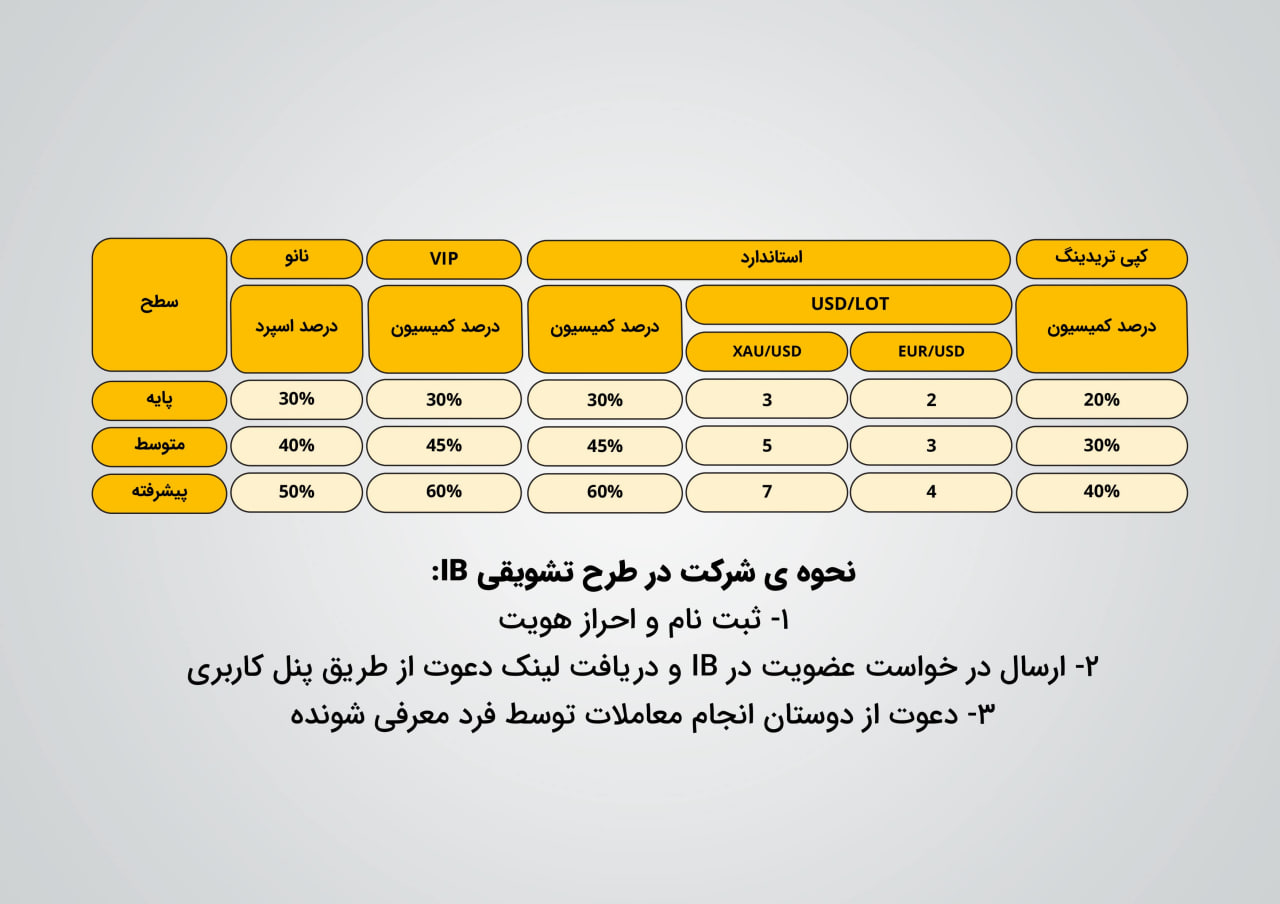 سطح نانو VIP استاندارد کپی تریدینگ
درصد اسپرد درصد کمیسیون درصد کمیسیون USD/LOT درصد کمیسیون
XAU/USD EUR/USD
پایه 30% 30% 30% 3 2 20%
متوسط 40% 45% 45% 5 3 30%
پیشرفته 50% 60% 60% 7 4 40%
نحوه ی شرکت در طرح تشویقی IB:
۱- ثبت نام و احراز هویت
۲- ارسال در خواست عضویت در IB و دریافت لینک دعوت از طریق پنل کاربری
۳- دعوت از دوستان انجام معاملات توسط فرد معرفی شونده